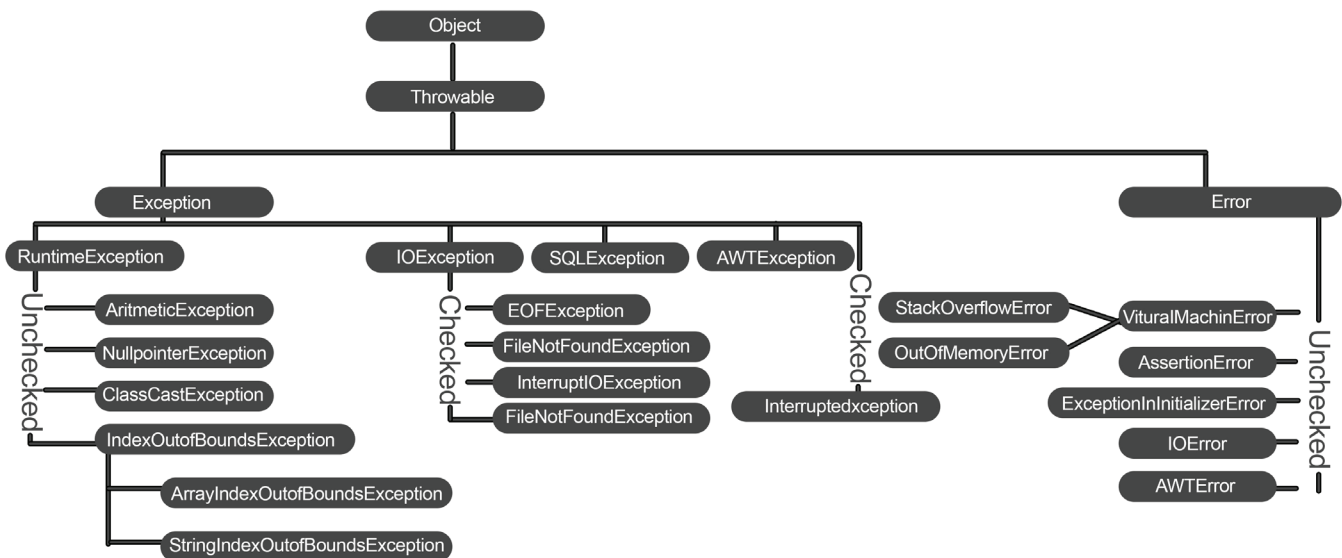 Object
Throwable
Exception
Error
RuntimeException
IOException
SQLException
AWTException
Unchecked
AritmeticException
NullpointerException
ClassCastException
IndexOutofBoundsException
ArrayIndexOutofBoundsException
StringIndexOutofBoundsException
Checked
EOFException
FileNotFoundException
InterruptIOException
FileNotFoundException
Checked
Interruptedxception
StackOverflowError
OutOfMemoryError
VituralMachinError
AssertionError
ExceptionInInitializerError
IOError
AWTError
Unchecked